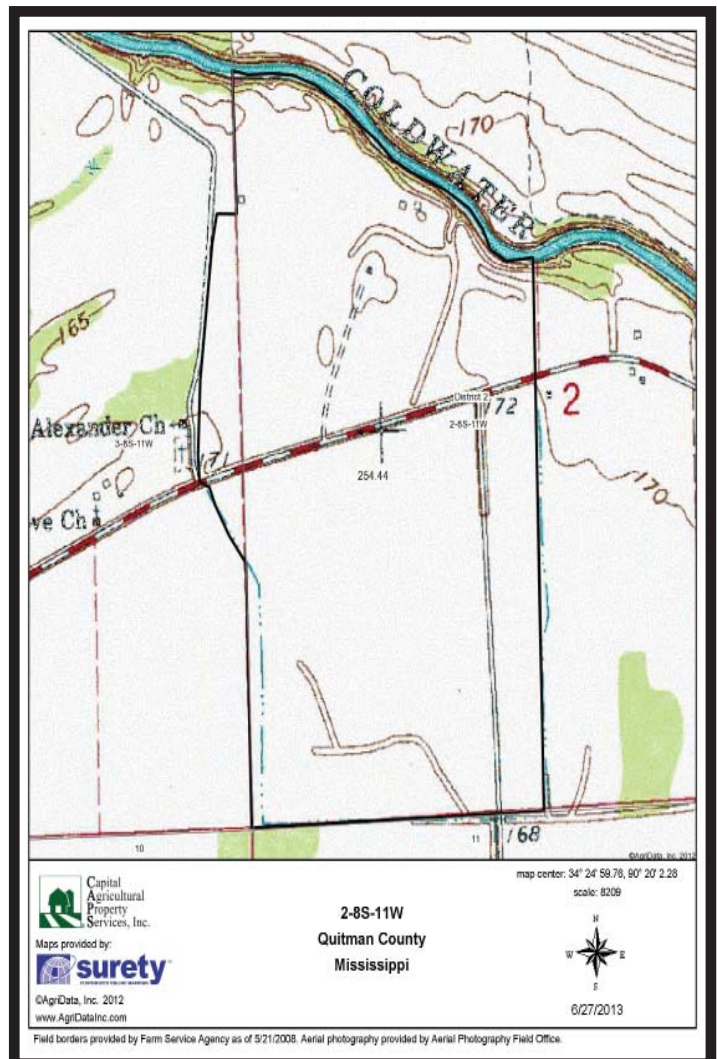 COLDWATER
170
165
District 2
Alexander Ch
3-8S-11W
171
172
2-8S-11W
2
254.44
170
ve Ch
10
11
168
©AgriData, Inc. 2012
Capital
Agricultural
Property
Services, Inc.
Maps provided by:
surety
©AgriData, Inc. 2012
www.AgriDataInc.com
2-8S-11W
Quitman County
Mississippi
map center: 34° 24' 59.76, 90° 20' 2.28
scale: 8209
N
W E
S
6/27/2013
Field borders provided by Farm Service Agency as of 5/21/2008. Aerial photography provided by Aerial Photography Field Office.